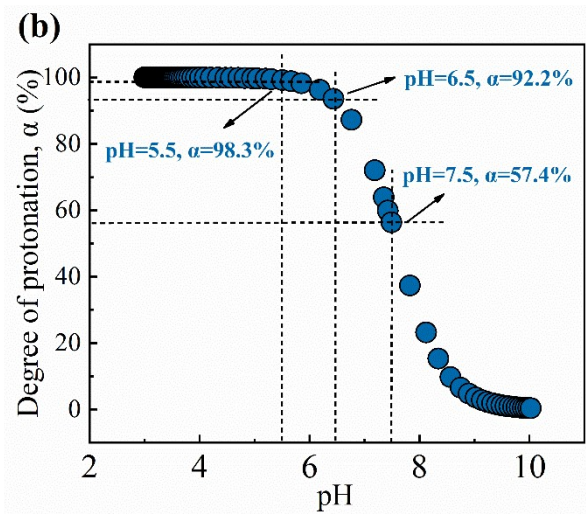 (b)
Degree of protonation, α (%)
100
80
60
40
20
0
pH=6.5, α=92.2%
pH=5.5, α=98.3%
pH=7.5, α=57.4%
2
4
6
8
10
pH